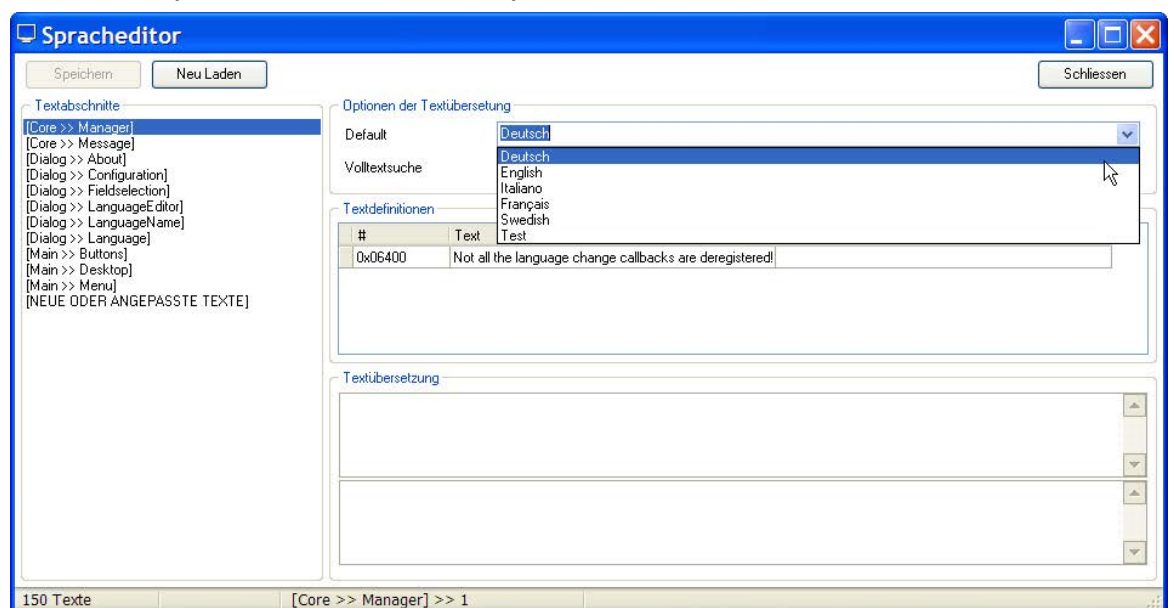 Spracheditor
Speichern
Neu Laden
Schliessen
Textabschnitte
[Core >> Manager]
[Core >> Message]
[Dialog >> About]
[Dialog >> Configuration]
[Dialog >> Fieldselection]
[Dialog >> LanguageEditor]
[Dialog >> LanguageName]
[Dialog >> Language]
[Main >> Buttons]
[Main >> Desktop]
[Main >> Menu]
[NEUE ODER ANGEPASSTE TEXTE]
Optionen der Textübersetung
Default Deutsch
Volltextsuche
Deutsch
English
Italiano
Français
Swedish
Test
Textdefinitionen
# Text
0x06400 Not all the language change callbacks are deregistered!
Textübersetzung
150 Texte [Core >> Manager] >> 1